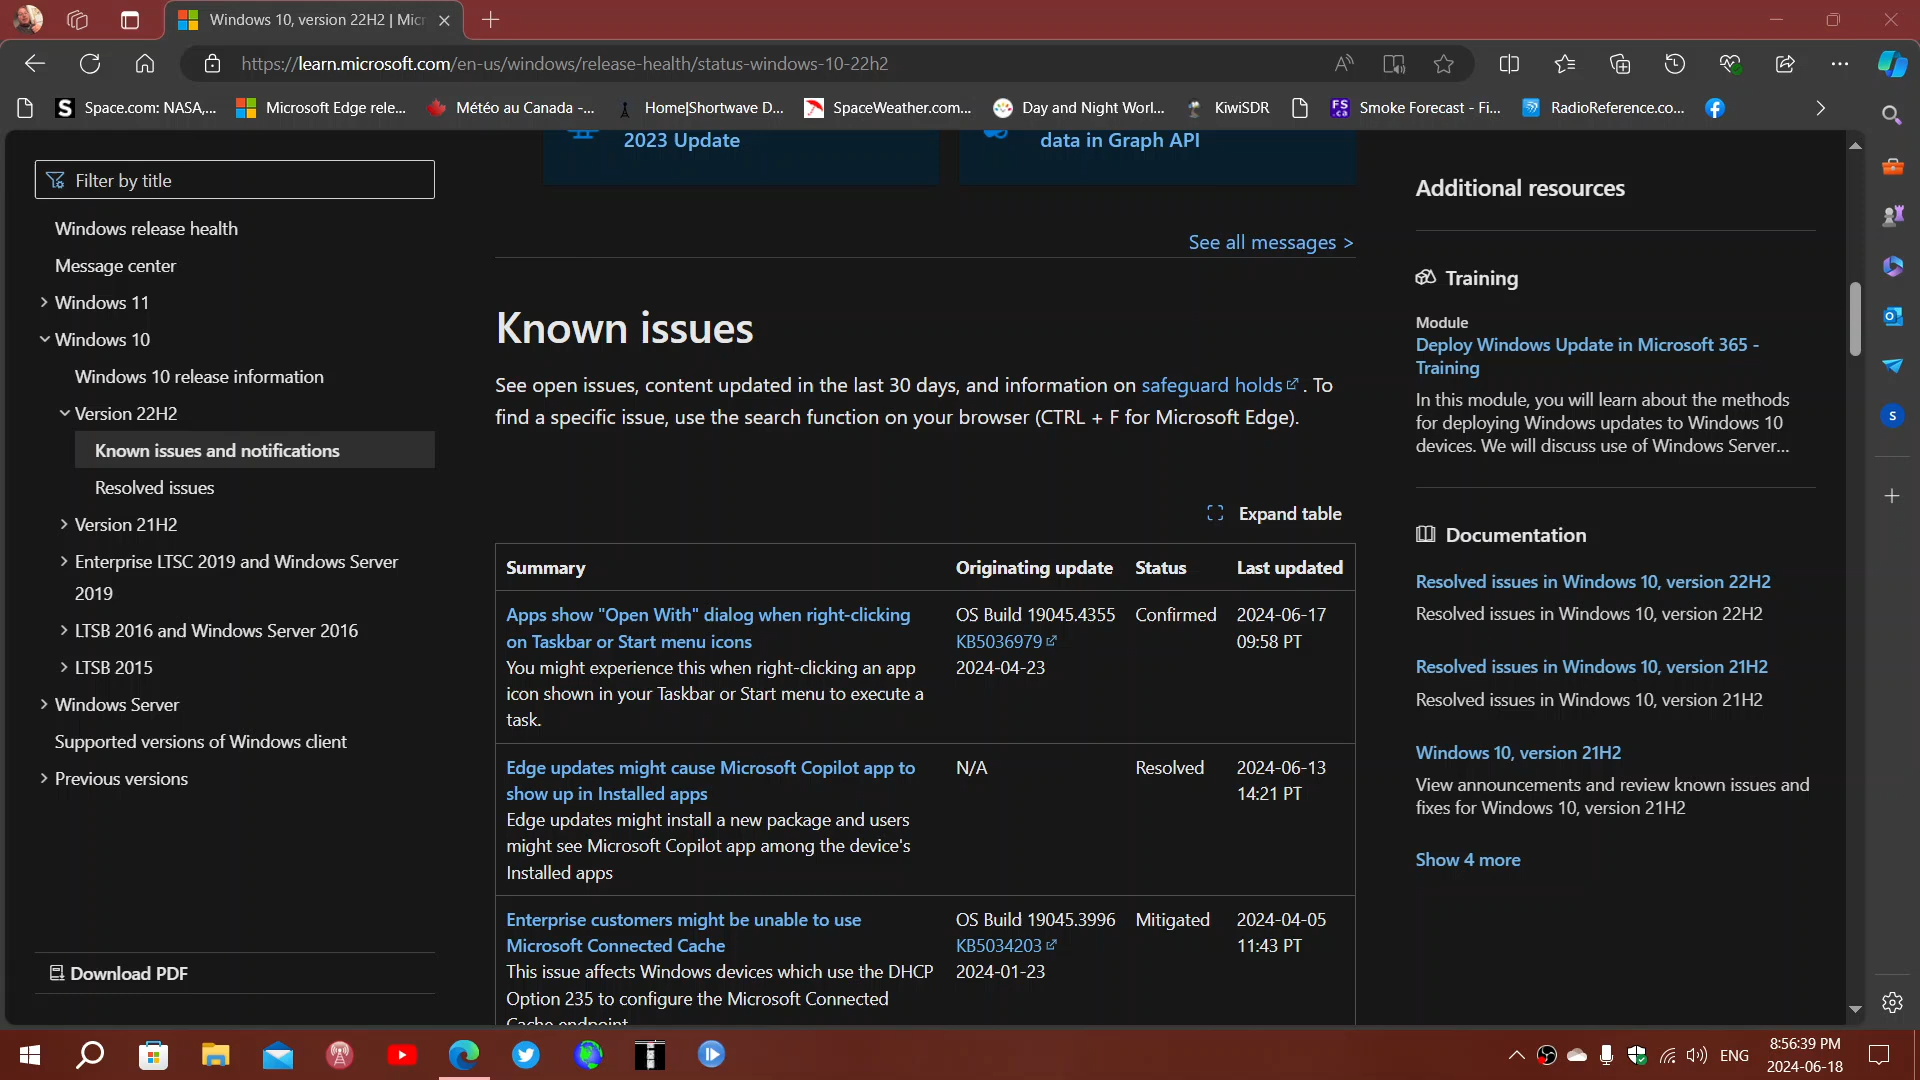 Windows 10, version 22H2 | Micr
https://learn.microsoft.com/en-us/windows/release-health/status-windows-10-22h2
Space.com: NASA,...
Microsoft Edge rele...
Météo au Canada -...
Home|Shortwave D...
SpaceWeather.com...
Day and Night Worl...
KiwiSDR
Smoke Forecast - Fi...
RadioReference.co...
Filter by title
Windows release health
Message center
Windows 11
Windows 10
Windows 10 release information
Version 22H2
Known issues and notifications
Resolved issues
Version 21H2
Enterprise LTSC 2019 and Windows Server
2019
LTSB 2016 and Windows Server 2016
LTSB 2015
Windows Server
Supported versions of Windows client
Previous versions
Download PDF
2023 Update
data in Graph API
See all messages >
Known issues
See open issues, content updated in the last 30 days, and information on safeguard holds . To
find a specific issue, use the search function on your browser (CTRL + F for Microsoft Edge).
Expand table
Summary Originating update Status Last updated
Apps show "Open With" dialog when right-clicking
on Taskbar or Start menu icons
You might experience this when right-clicking an app
icon shown in your Taskbar or Start menu to execute a
task.
OS Build 19045.4355
KB5036979
2024-04-23
Confirmed
2024-06-17
09:58 PT
Edge updates might cause Microsoft Copilot app to
show up in Installed apps
Edge updates might install a new package and users
might see Microsoft Copilot app among the device's
Installed apps
N/A
Resolved
2024-06-13
14:21 PT
Enterprise customers might be unable to use
Microsoft Connected Cache
This issue affects Windows devices which use the DHCP
Option 235 to configure the Microsoft Connected
Cache endpoint
OS Build 19045.3996
KB5034203
2024-01-23
Mitigated
2024-04-05
11:43 PT
Additional resources
Training
Module
Deploy Windows Update in Microsoft 365 -
Training
In this module, you will learn about the methods
for deploying Windows updates to Windows 10
devices. We will discuss use of Windows Server...
Documentation
Resolved issues in Windows 10, version 22H2
Resolved issues in Windows 10, version 22H2
Resolved issues in Windows 10, version 21H2
Resolved issues in Windows 10, version 21H2
Windows 10, version 21H2
View announcements and review known issues and
fixes for Windows 10, version 21H2
Show 4 more
ENG
8:56:39 PM
2024-06-18